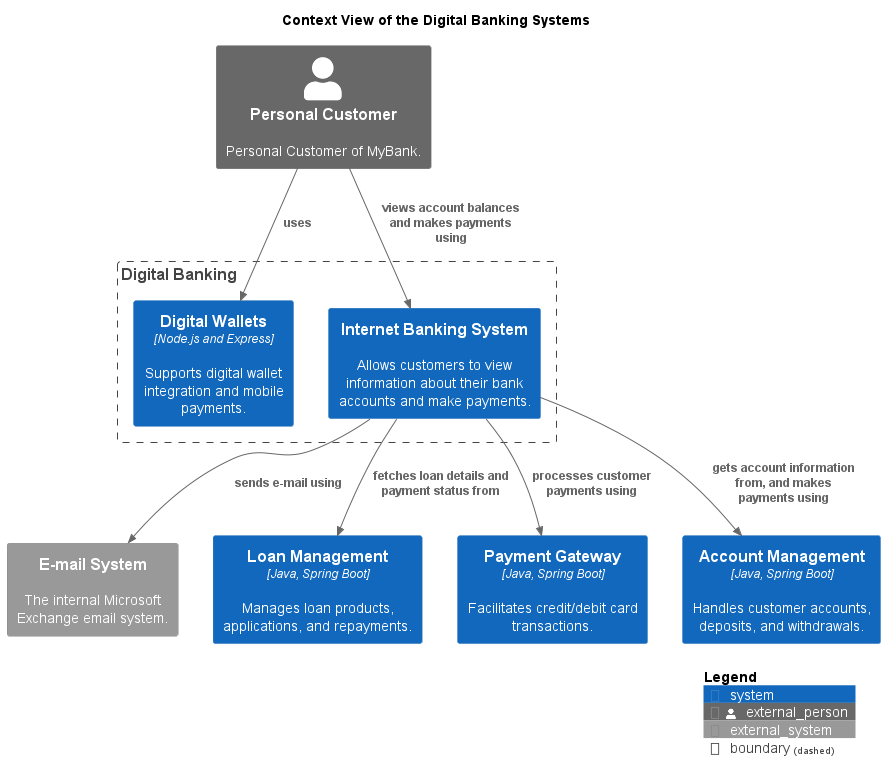 Context View of the Digital Banking Systems
Personal Customer
Personal Customer of MyBank.
uses
views account balances
and makes payments
using
Digital Banking
Digital Wallets
[Node.js and Express]
Supports digital wallet
integration and mobile
payments.
Internet Banking System
Allows customers to view
information about their bank
accounts and make payments.
sends e-mail using
fetches loan details and
payment status from
processes customer
payments using
gets account information
from, and makes
payments using
E-mail System
The internal Microsoft
Exchange email system.
Loan Management
[Java, Spring Boot]
Manages loan products,
applications, and repayments.
Payment Gateway
[Java, Spring Boot]
Facilitates credit/debit card
transactions.
Account Management
[Java, Spring Boot]
Handles customer accounts,
deposits, and withdrawals.
Legend
system
external_person
external_system
boundary (dashed)